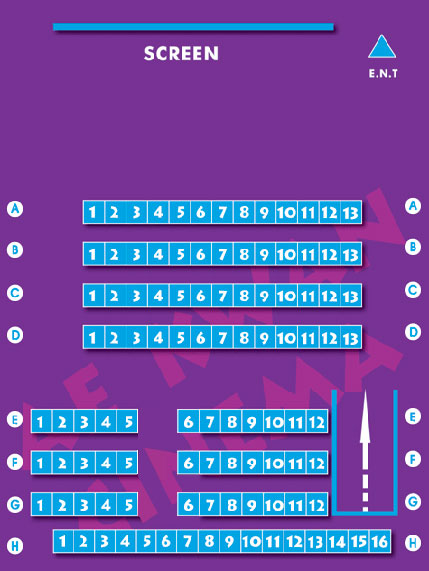 SCREEN
E.N.T
A 1 2 3 4 5 6 7 8 9 10 11 12 13 A
B 1 2 3 4 5 6 7 8 9 10 11 12 13 B
C 1 2 3 4 5 6 7 8 9 10 11 12 13 C
D 1 2 3 4 5 6 7 8 9 10 11 12 13 D
E 1 2 3 4 5 6 7 8 9 10 11 12 E
F 1 2 3 4 5 6 7 8 9 10 11 12 F
G 1 2 3 4 5 6 7 8 9 10 11 12 G
H 1 2 3 4 5 6 7 8 9 10 11 12 13 14 15 16 H
AE KWAN
CINEMA